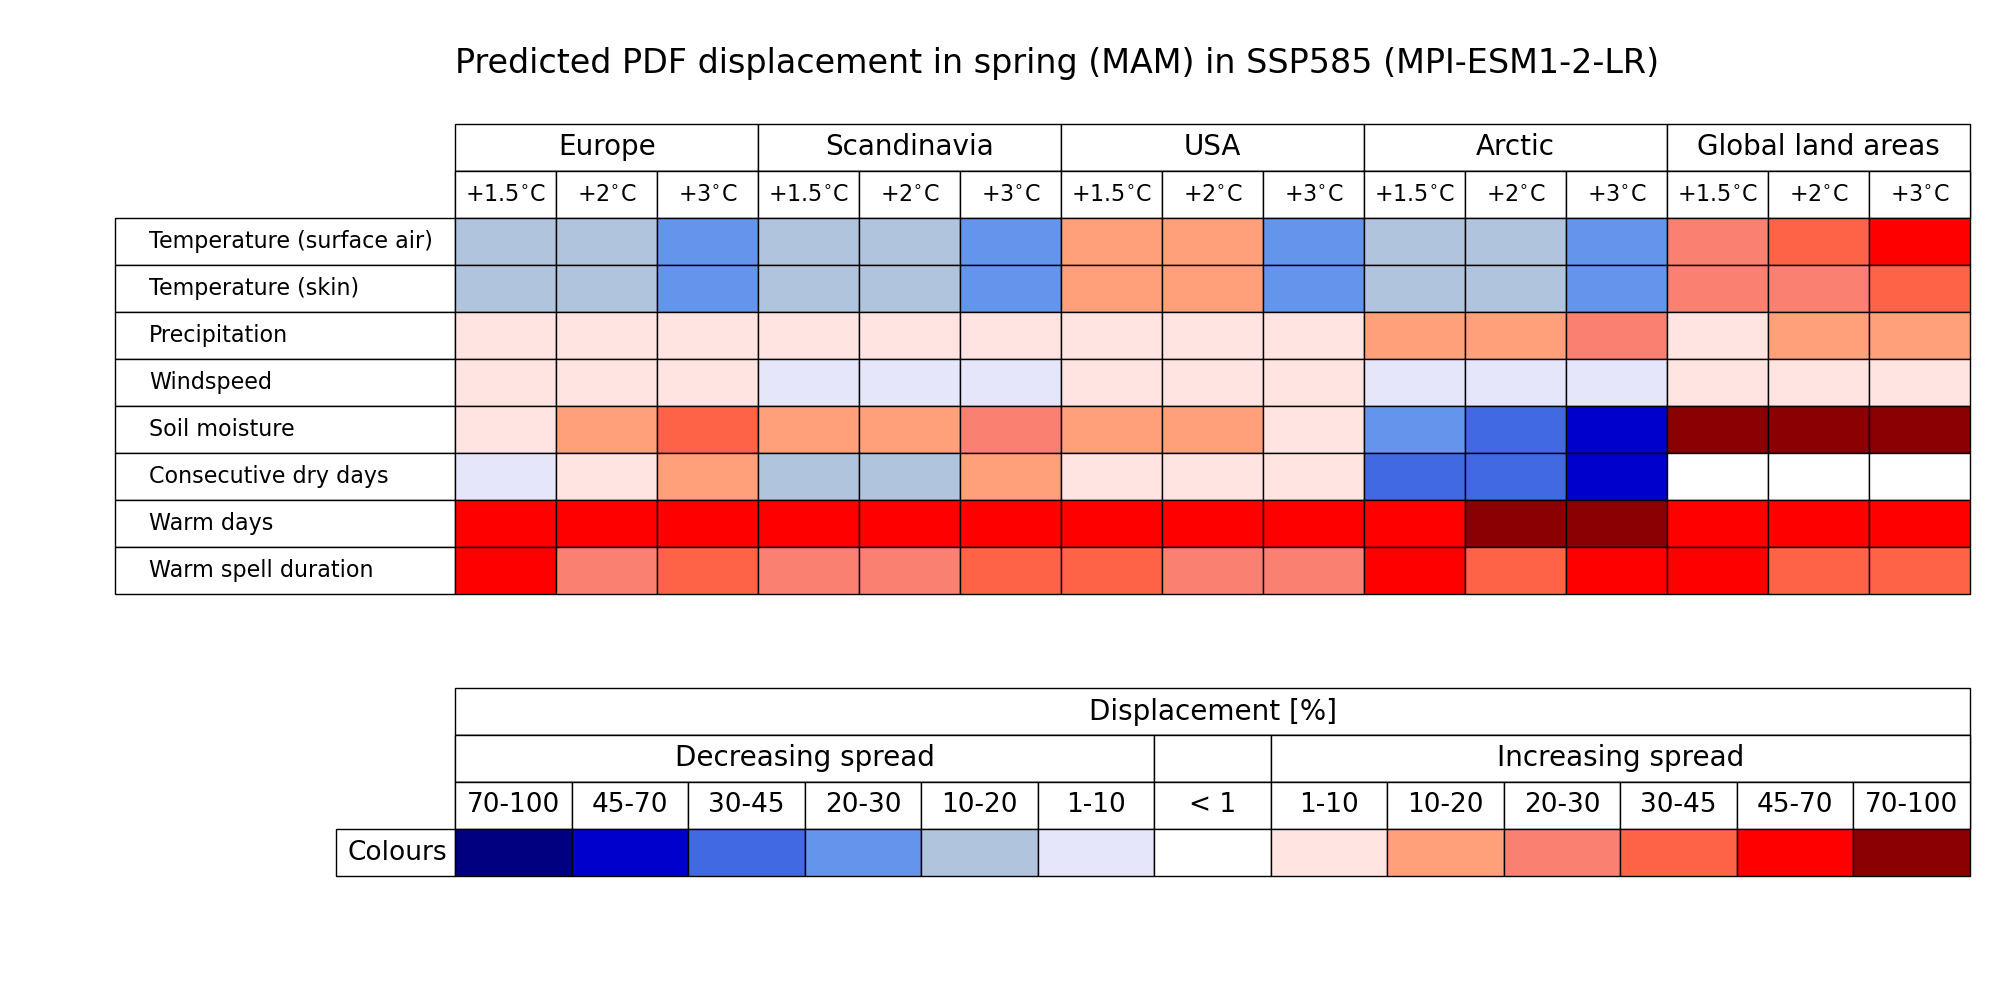 Predicted PDF displacement in spring (MAM) in SSP585 (MPI-ESM1-2-LR)
Europe Scandinavia USA Arctic Global land areas
+1.5°C +2°C +3°C +1.5°C +2°C +3°C +1.5°C +2°C +3°C +1.5°C +2°C +3°C +1.5°C +2°C +3°C
Temperature (surface air)
Temperature (skin)
Precipitation
Windspeed
Soil moisture
Consecutive dry days
Warm days
Warm spell duration
Displacement [%]
Decreasing spread Increasing spread
70-100 45-70 30-45 20-30 10-20 1-10 < 1 1-10 10-20 20-30 30-45 45-70 70-100
Colours